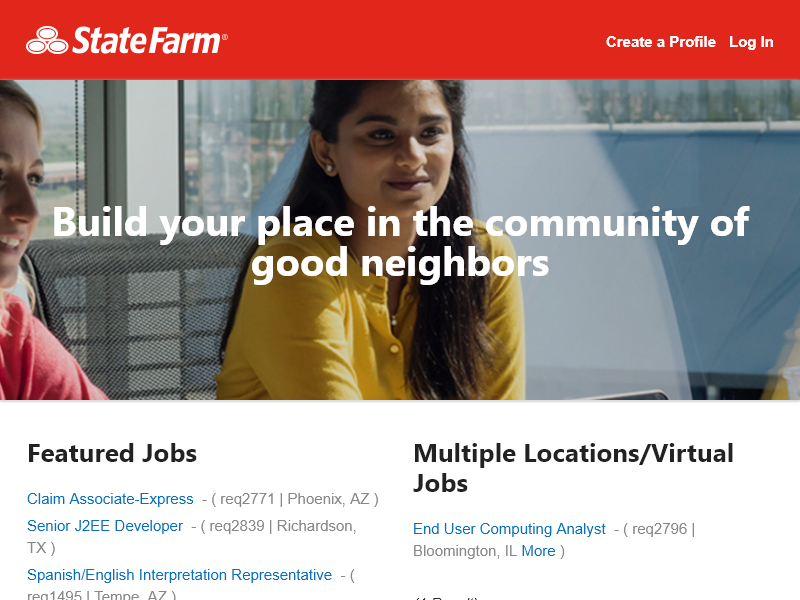 StateFarm®
Create a Profile Log In
Build your place in the community of
good neighbors
Featured Jobs
Claim Associate-Express - ( req2771 | Phoenix, AZ )
Senior J2EE Developer - ( req2839 | Richardson,
TX )
Spanish/English Interpretation Representative - (
req1495 | Tempe, AZ )
Multiple Locations/Virtual
Jobs
End User Computing Analyst - ( req2796 |
Bloomington, IL More )